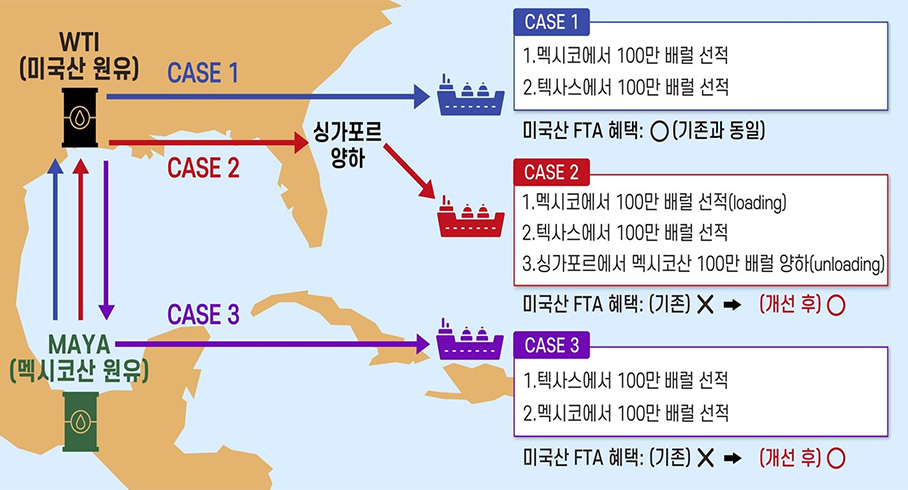 WTI
(미국산 원유)
CASE 1
CASE 2
싱가포르
양하
CASE 3
MAYA
(멕시코산 원유)
CASE 1
1.멕시코에서 100만 배럴 선적
2.텍사스에서 100만 배럴 선적
미국산 FTA 혜택: ◯ (기존과 동일)
CASE 2
1.멕시코에서 100만 배럴 선적(loading)
2.텍사스에서 100만 배럴 선적
3.싱가포르에서 멕시코산 100만 배럴 양하(unloading)
미국산 FTA 혜택: (기존) ✕ ➡ (개선 후) ◯
CASE 3
1.텍사스에서 100만 배럴 선적
2.멕시코에서 100만 배럴 선적
미국산 FTA 혜택: (기존) ✕ ➡ (개선 후) ◯